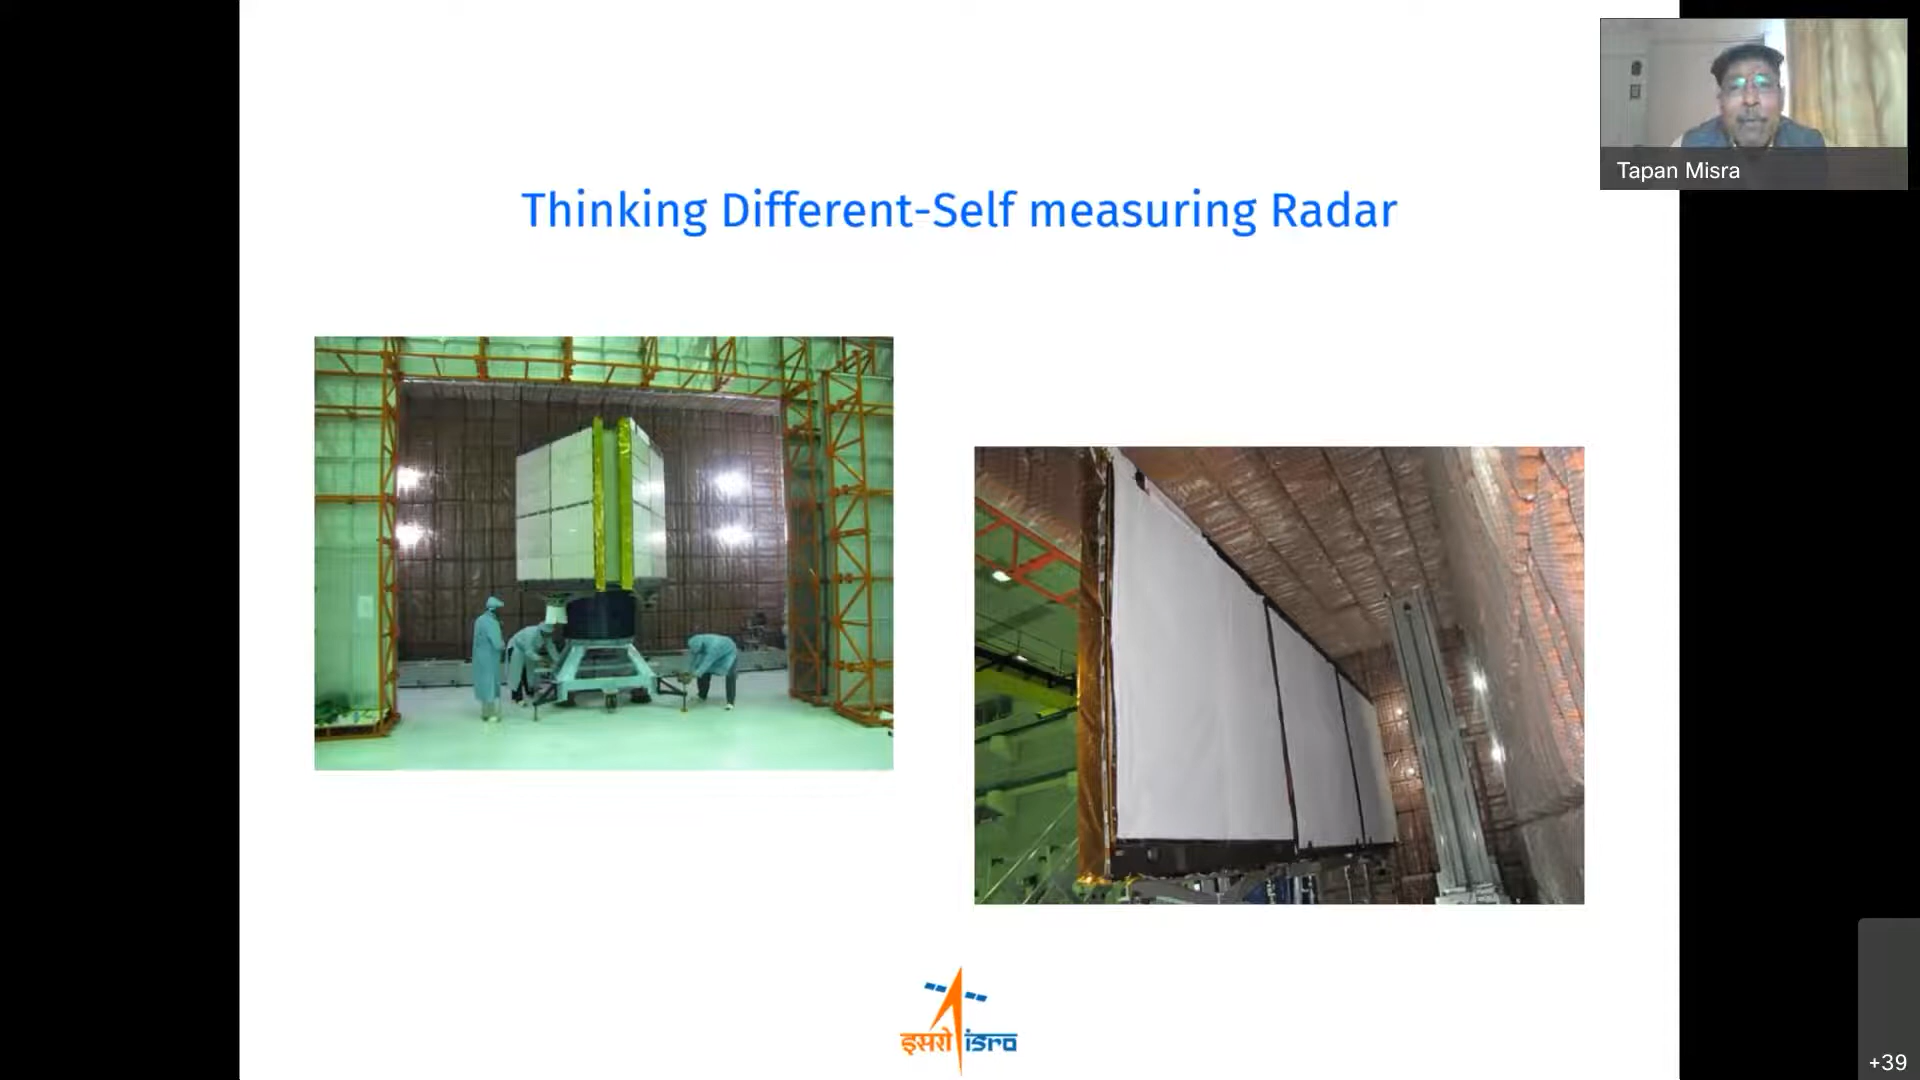 Tapan Misra
Thinking Different-Self measuring Radar
इसरो isro
+39